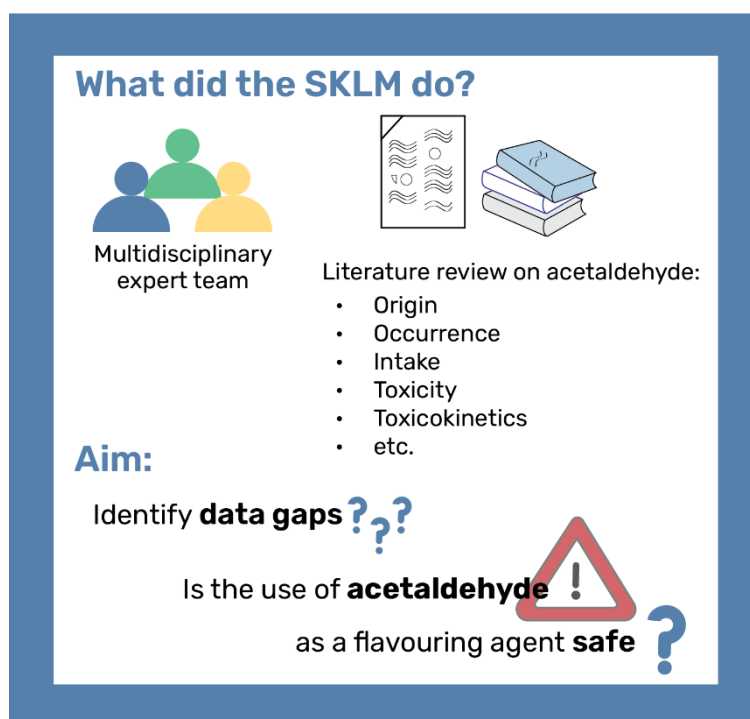 What did the SKLM do?
Multidisciplinary
expert team
Literature review on acetaldehyde:
• Origin
• Occurrence
• Intake
• Toxicity
• Toxicokinetics
• etc.
Aim:
Identify data gaps ???
Is the use of acetaldehyde !
as a flavouring agent safe ?